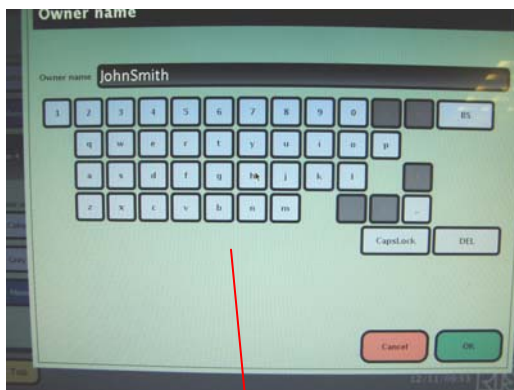 Owner name
Owner name JohnSmith
1 2 3 4 5 6 7 8 9 0 BS
q w e r t y u i o p
a s d f g h j k l
z x c v b n m
CapsLock DEL
Cancel OK